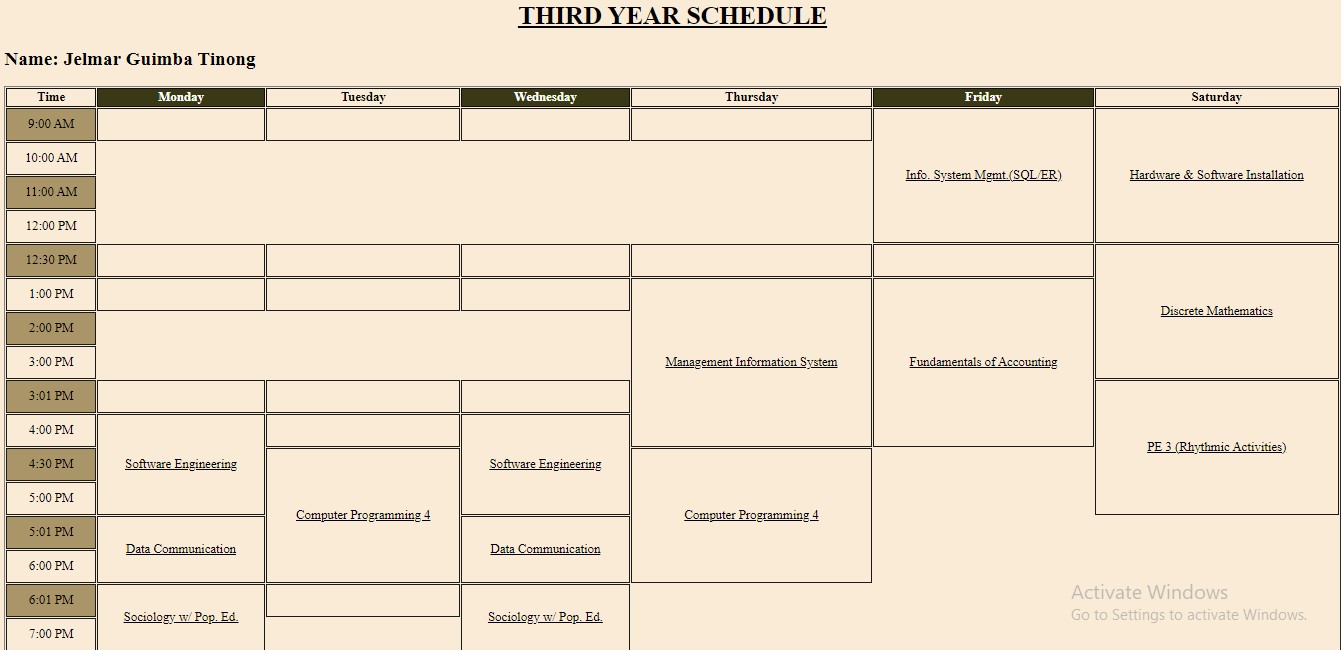 THIRD YEAR SCHEDULE
Name: Jelmar Guimba Tinong
Time Monday Tuesday Wednesday Thursday Friday Saturday
9:00 AM
10:00 AM
Info. System Mgmt.(SQL/ER) Hardware & Software Installation
11:00 AM
12:00 PM
12:30 PM
1:00 PM
Discrete Mathematics
2:00 PM
3:00 PM Management Information System Fundamentals of Accounting
3:01 PM
4:00 PM
PE 3 (Rhythmic Activities)
4:30 PM Software Engineering Software Engineering
5:00 PM
Computer Programming 4 Computer Programming 4
5:01 PM
Data Communication Data Communication
6:00 PM
6:01 PM
Sociology w/ Pop. Ed. Sociology w/ Pop. Ed.
7:00 PM
Activate Windows
Go to Settings to activate Windows.